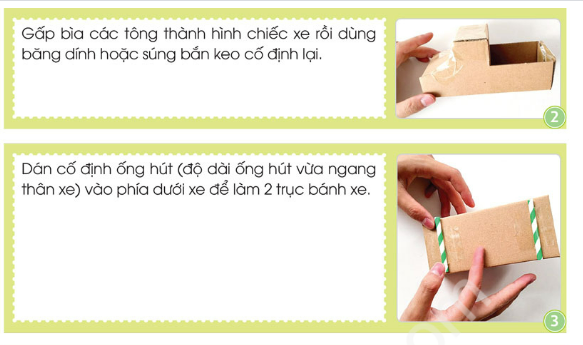 Gấp bìa các tông thành hình chiếc xe rồi dùng
băng dính hoặc súng bắn keo cố định lại.
2
Dán cố định ống hút (độ dài ống hút vừa ngang
thân xe) vào phía dưới xe để làm 2 trục bánh xe.
3